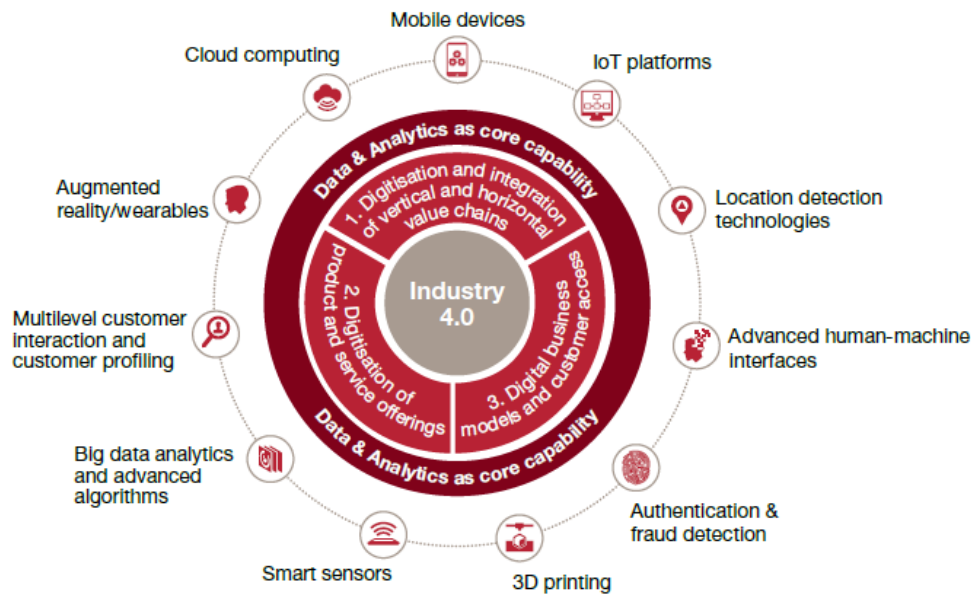 Mobile devices
Cloud computing
IoT platforms
Augmented
reality/wearables
Location detection
technologies
Multilevel customer
interaction and
customer profiling
Advanced human-machine
interfaces
Big data analytics
and advanced
algorithms
Authentication &
fraud detection
Smart sensors
3D printing
Data & Analytics as core capability
1. Digitisation and integration
of vertical and horizontal
value chains
2. Digitisation of
product and service offerings
3. Digital business
models and customer access
Industry
4.0
Data & Analytics as core capability